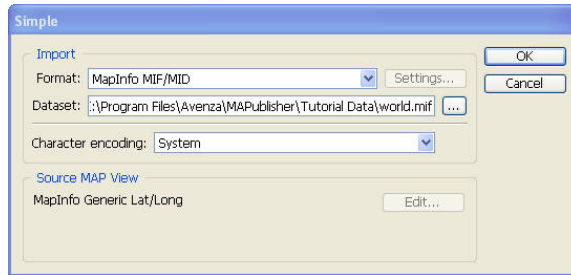 Simple
Import
OK
Format: MapInfo MIF/MID Settings...
Cancel
Dataset: :\Program Files\Avenza\MAPublisher\Tutorial Data\world.mif ...
Character encoding: System
Source MAP View
MapInfo Generic Lat/Long Edit...